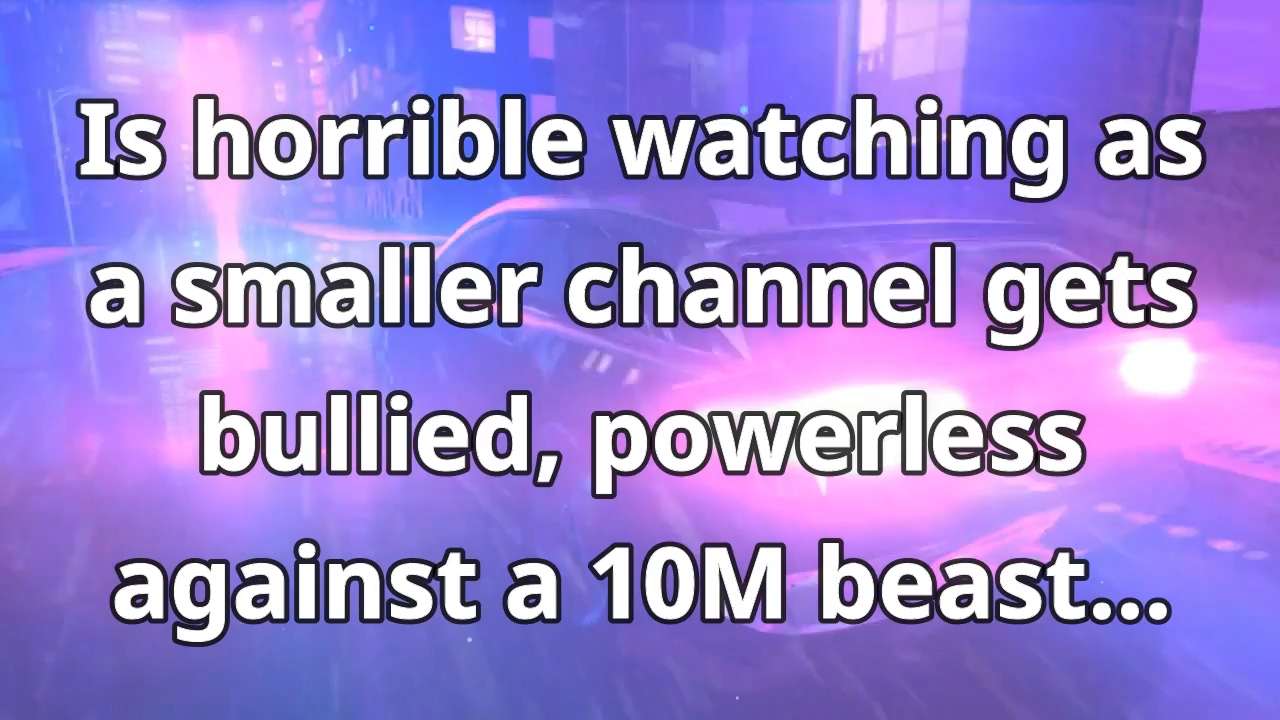 Is horrible watching as
a smaller channel gets
bullied, powerless
against a 10M beast...